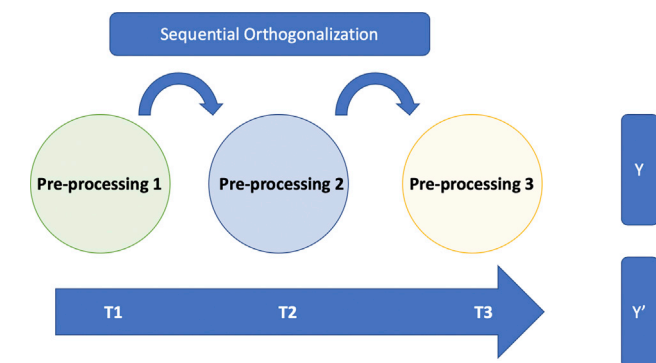 Sequential Orthogonalization
Pre-processing 1
Pre-processing 2
Pre-processing 3
Y
T1
T2
T3
Y'